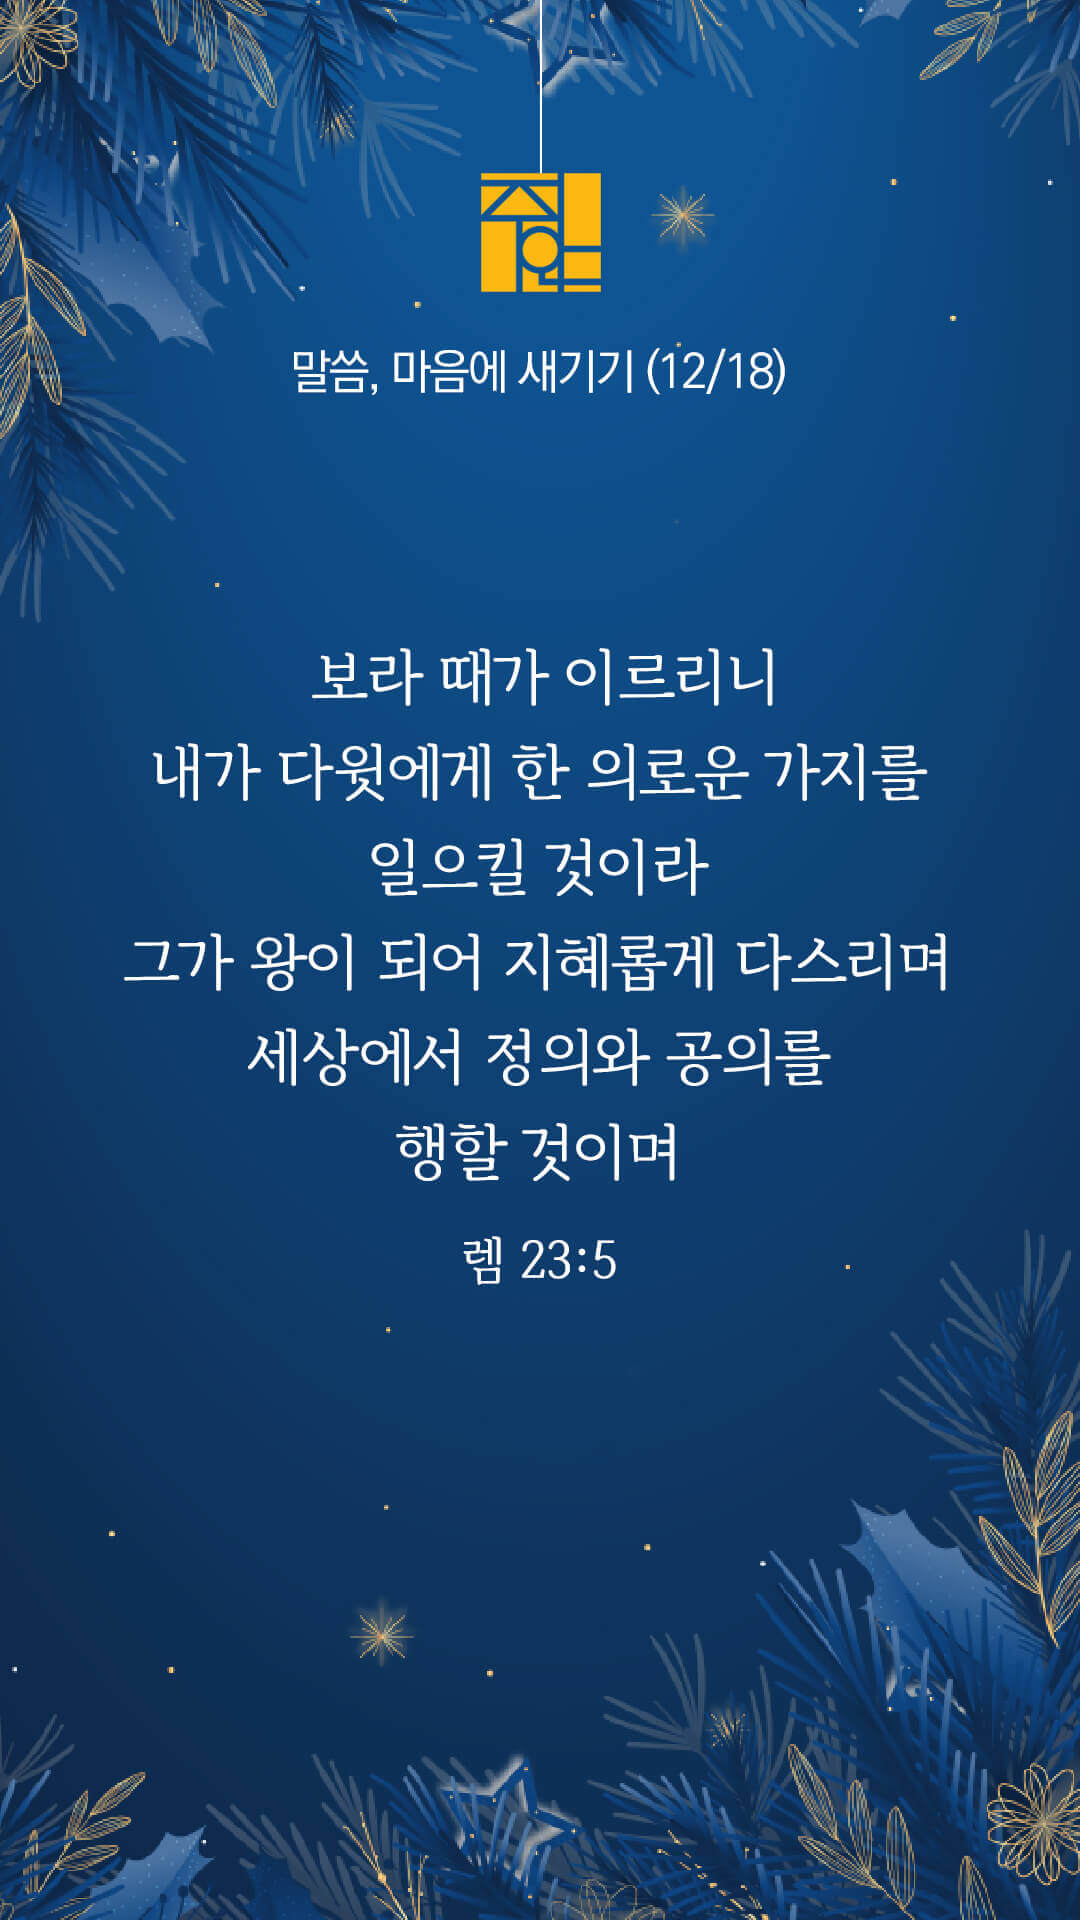 말씀, 마음에 새기기 (12/18)
보라 때가 이르리니
내가 다윗에게 한 의로운 가지를
일으킬 것이라
그가 왕이 되어 지혜롭게 다스리며
세상에서 정의와 공의를
행할 것이며
렘 23:5